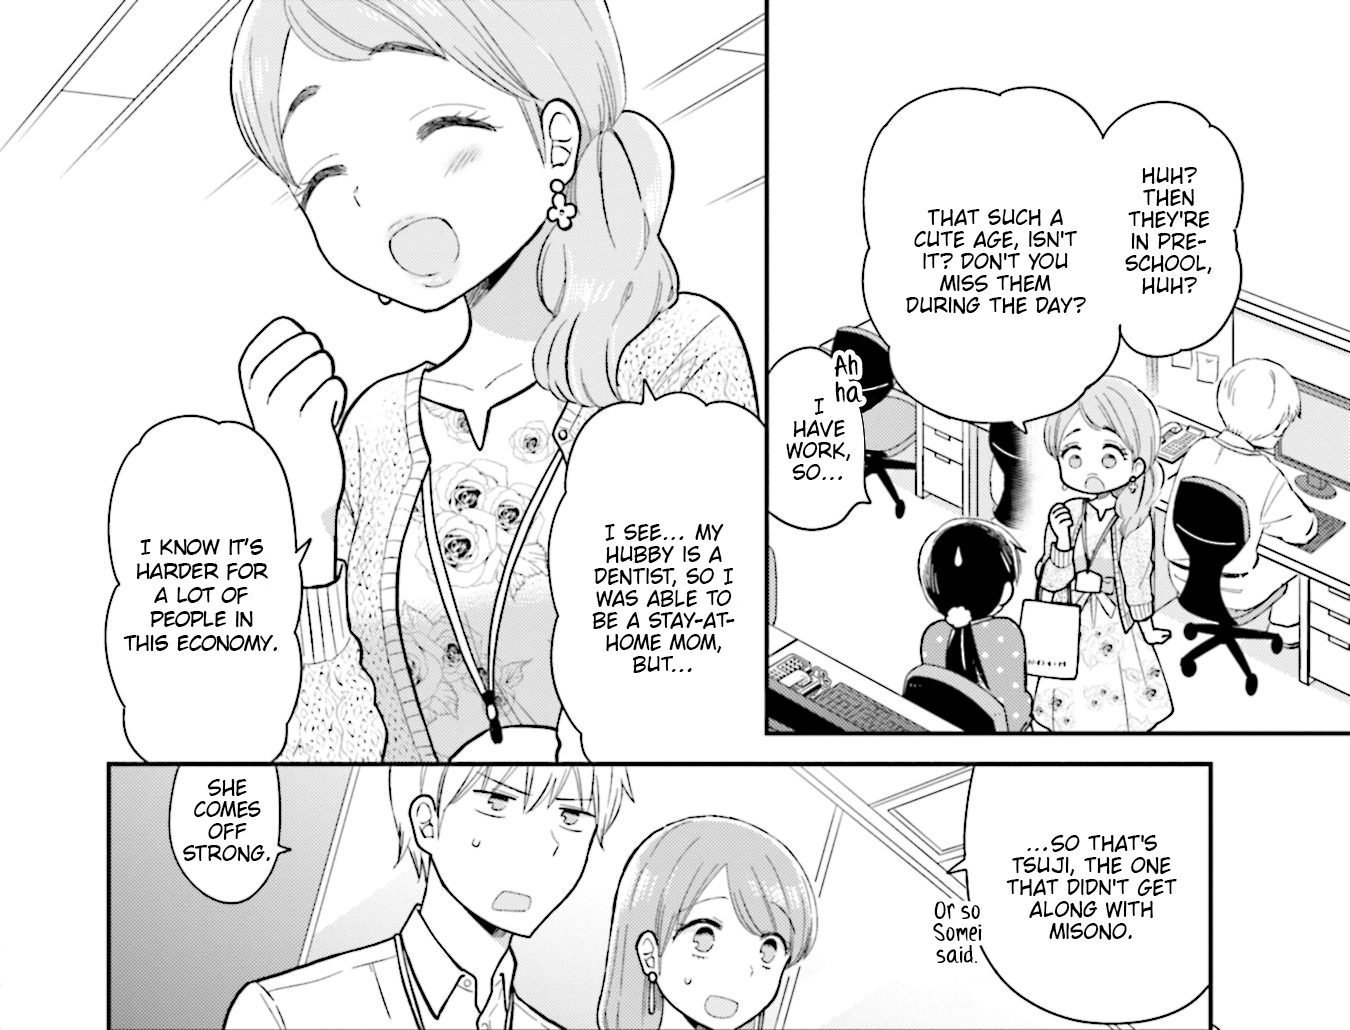 HUH?
THEN
THEY'RE
IN PRE-
SCHOOL,
HUH?
THAT SUCH A
CUTE AGE, ISN'T
IT? DON'T YOU
MISS THEM
DURING THE DAY?
Ah
ha
I
HAVE
WORK,
SO...
I SEE... MY
HUBBY IS A
DENTIST, SO I
WAS ABLE TO
BE A STAY-AT-
HOME MOM,
BUT...
I KNOW IT'S
HARDER FOR
A LOT OF
PEOPLE IN
THIS ECONOMY.
...SO THAT'S
TSUJI, THE ONE
THAT DIDN'T GET
ALONG WITH
MISONO.
Or so
Somei
said.
SHE
COMES
OFF
STRONG.